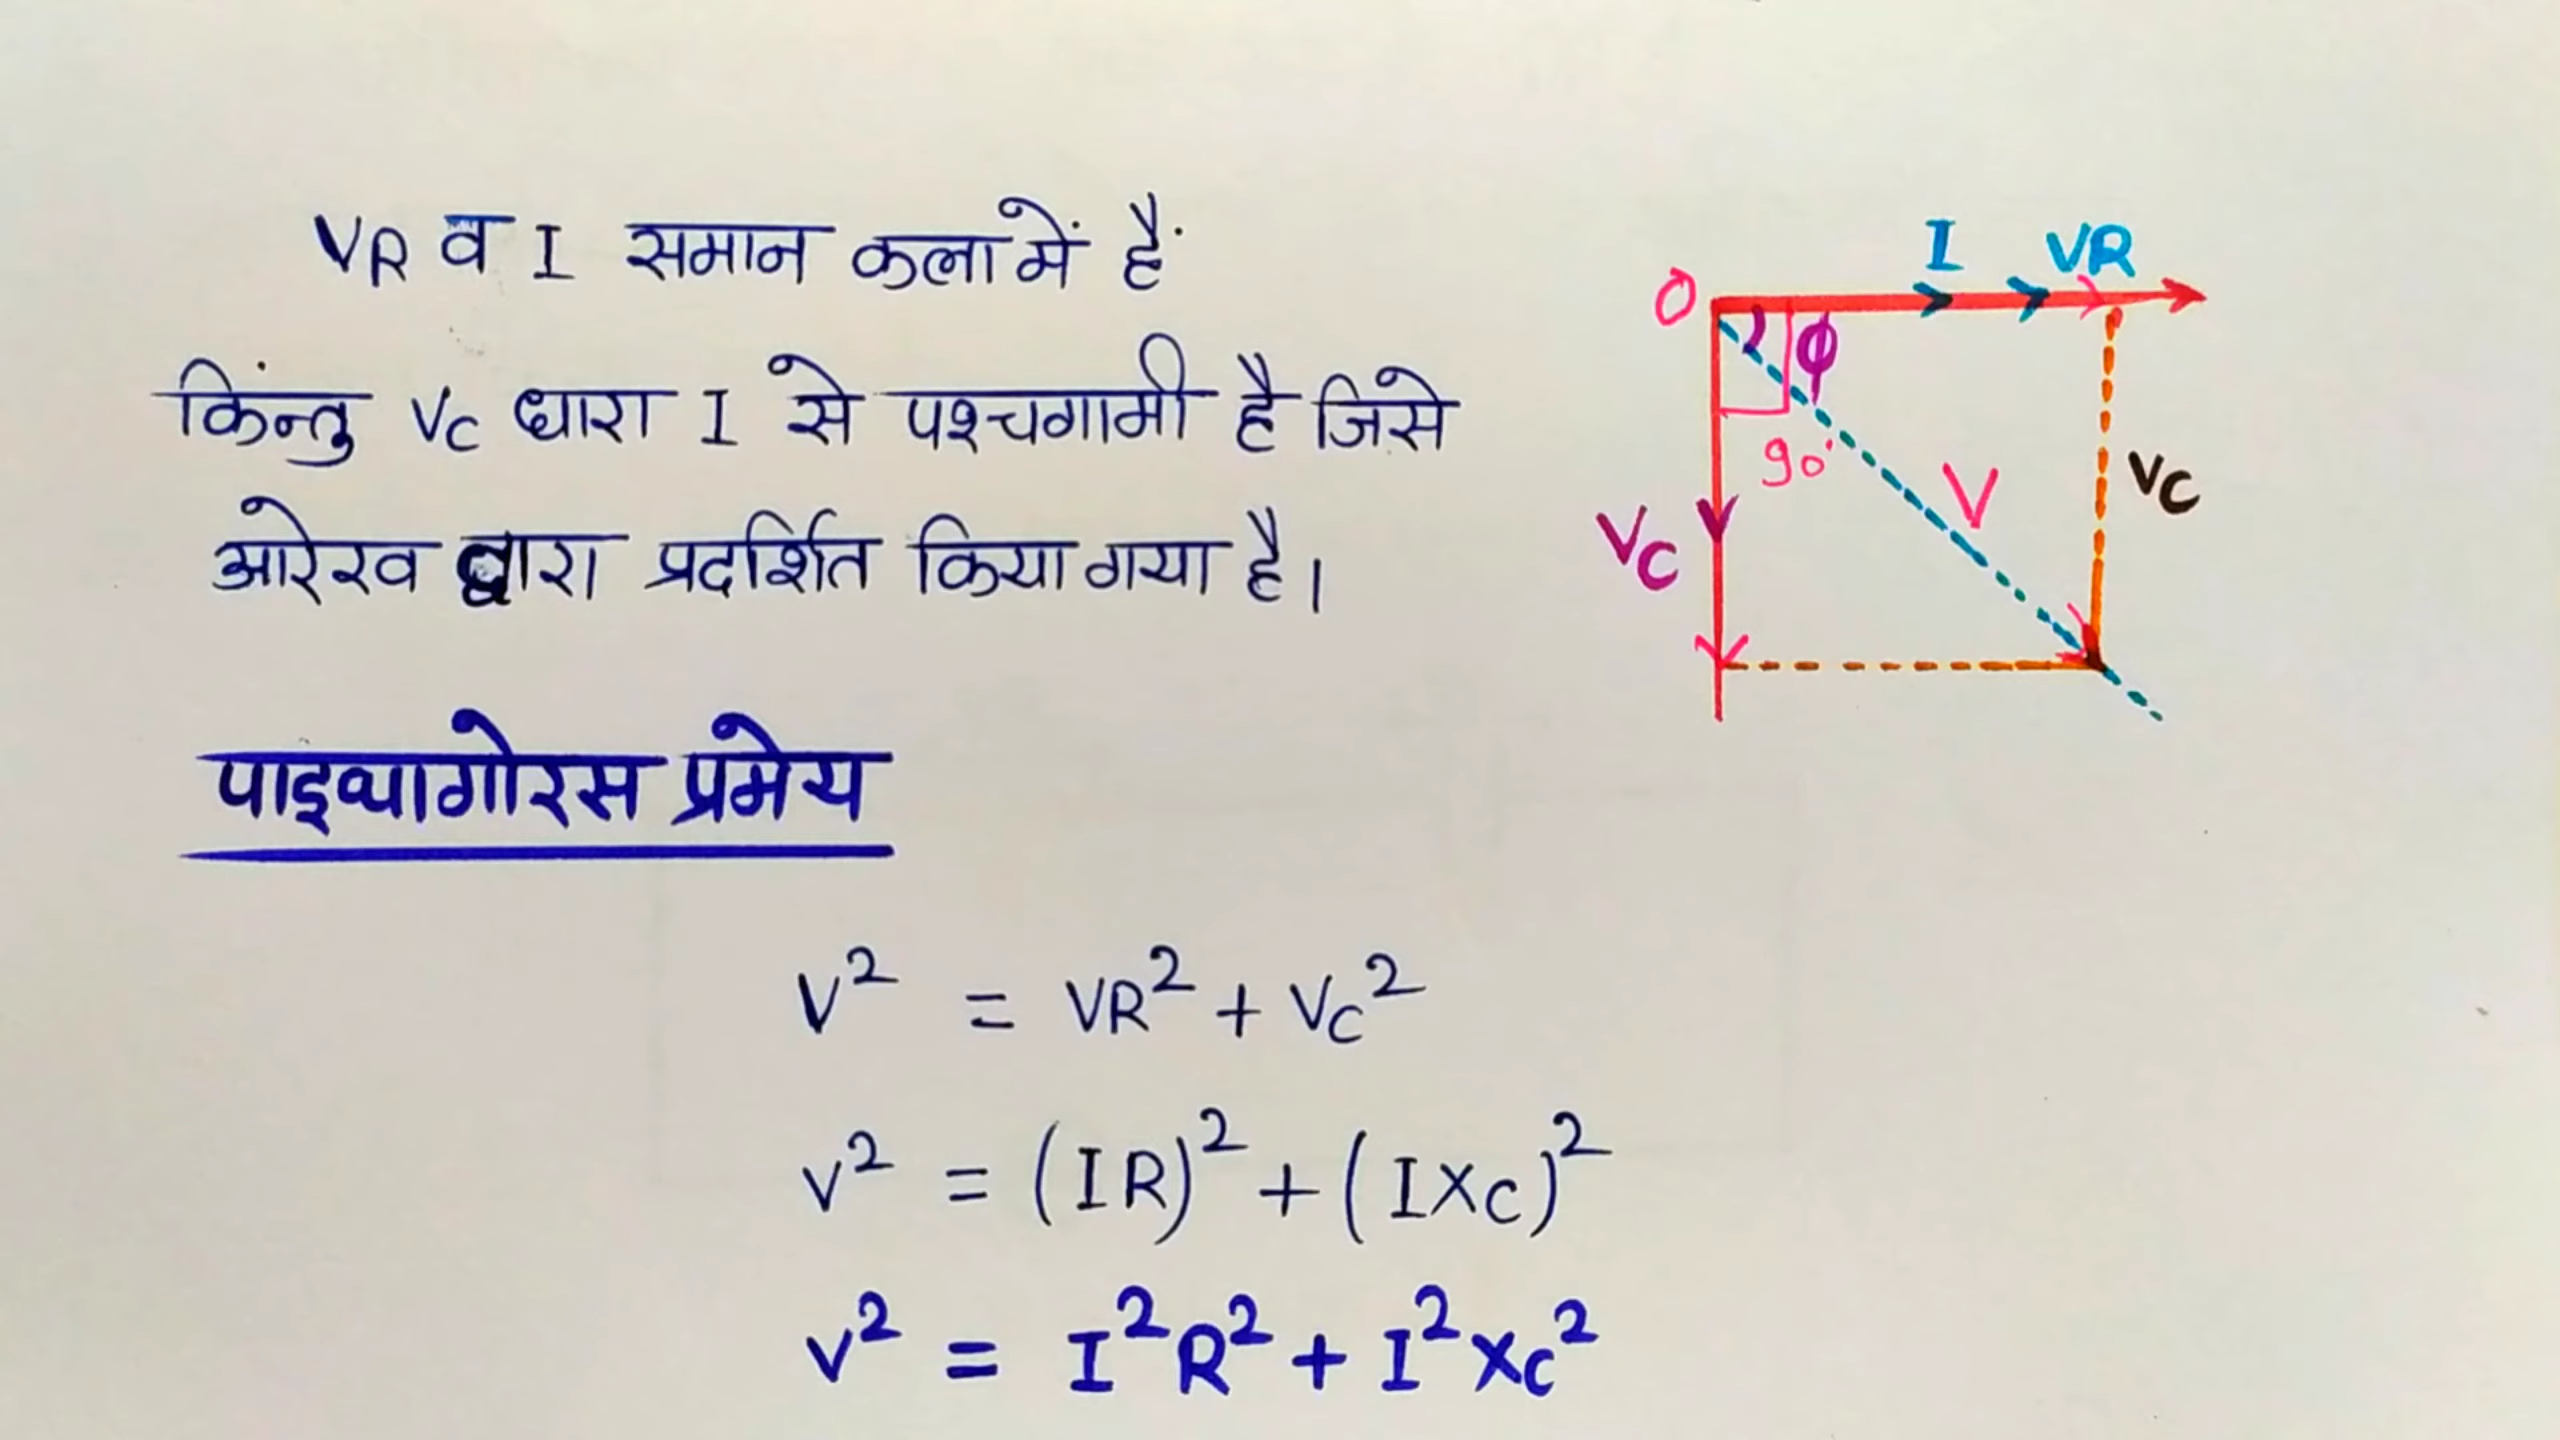 VR व I समान कला में हैं
किंन्तु VC धारा I से पश्चगामी है जिसे
आरेख द्वारा प्रदर्शित किया गया है।
O I VR
φ
90°
VC V VC
पाइथागोरस प्रमेय
V² = VR² + VC²
V² = (IR)² + (IXC)²
V² = I²R² + I²XC²